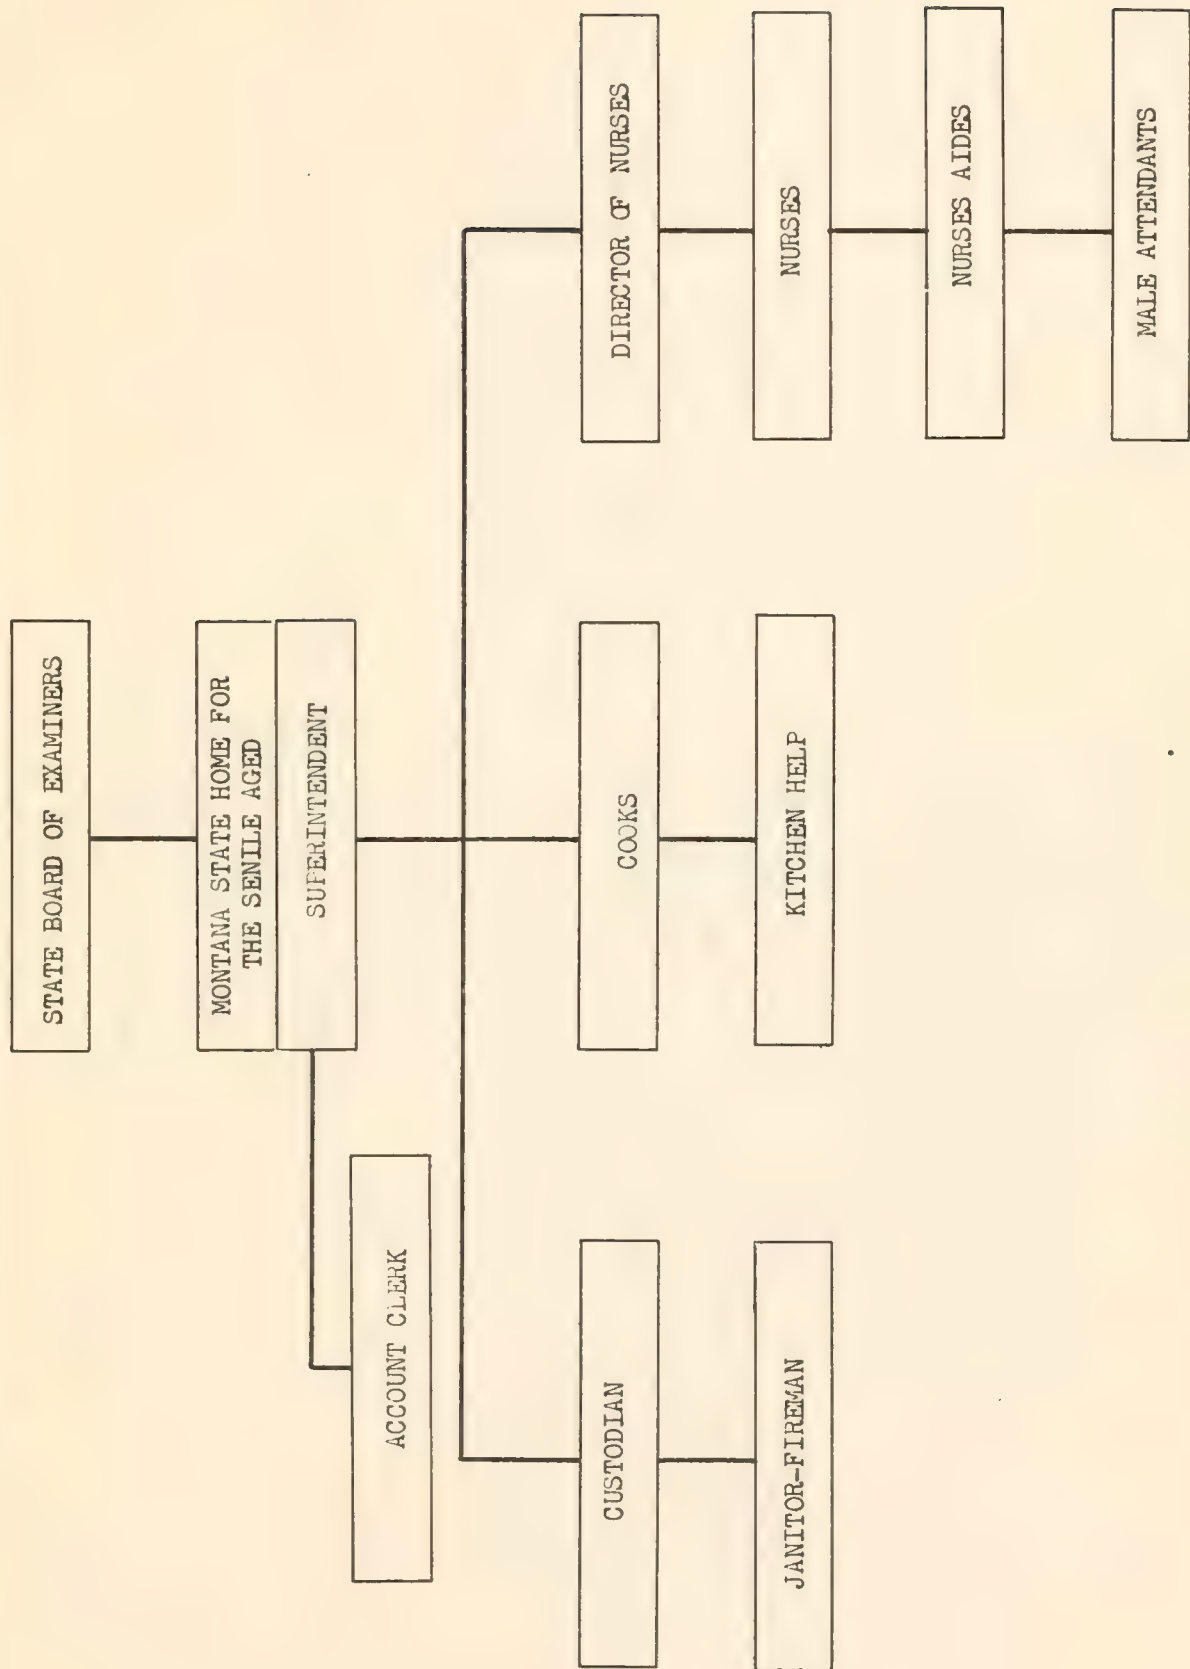 STATE BOARD OF EXAMINERS
MONTANA STATE HOME FOR
THE SENILE AGED
SUPERINTENDENT
ACCOUNT CLERK
CUSTODIAN
COOKS
DIRECTOR OF NURSES
JANITOR-FIREMAN
KITCHEN HELP
NURSES
NURSES AIDES
MALE ATTENDANTS